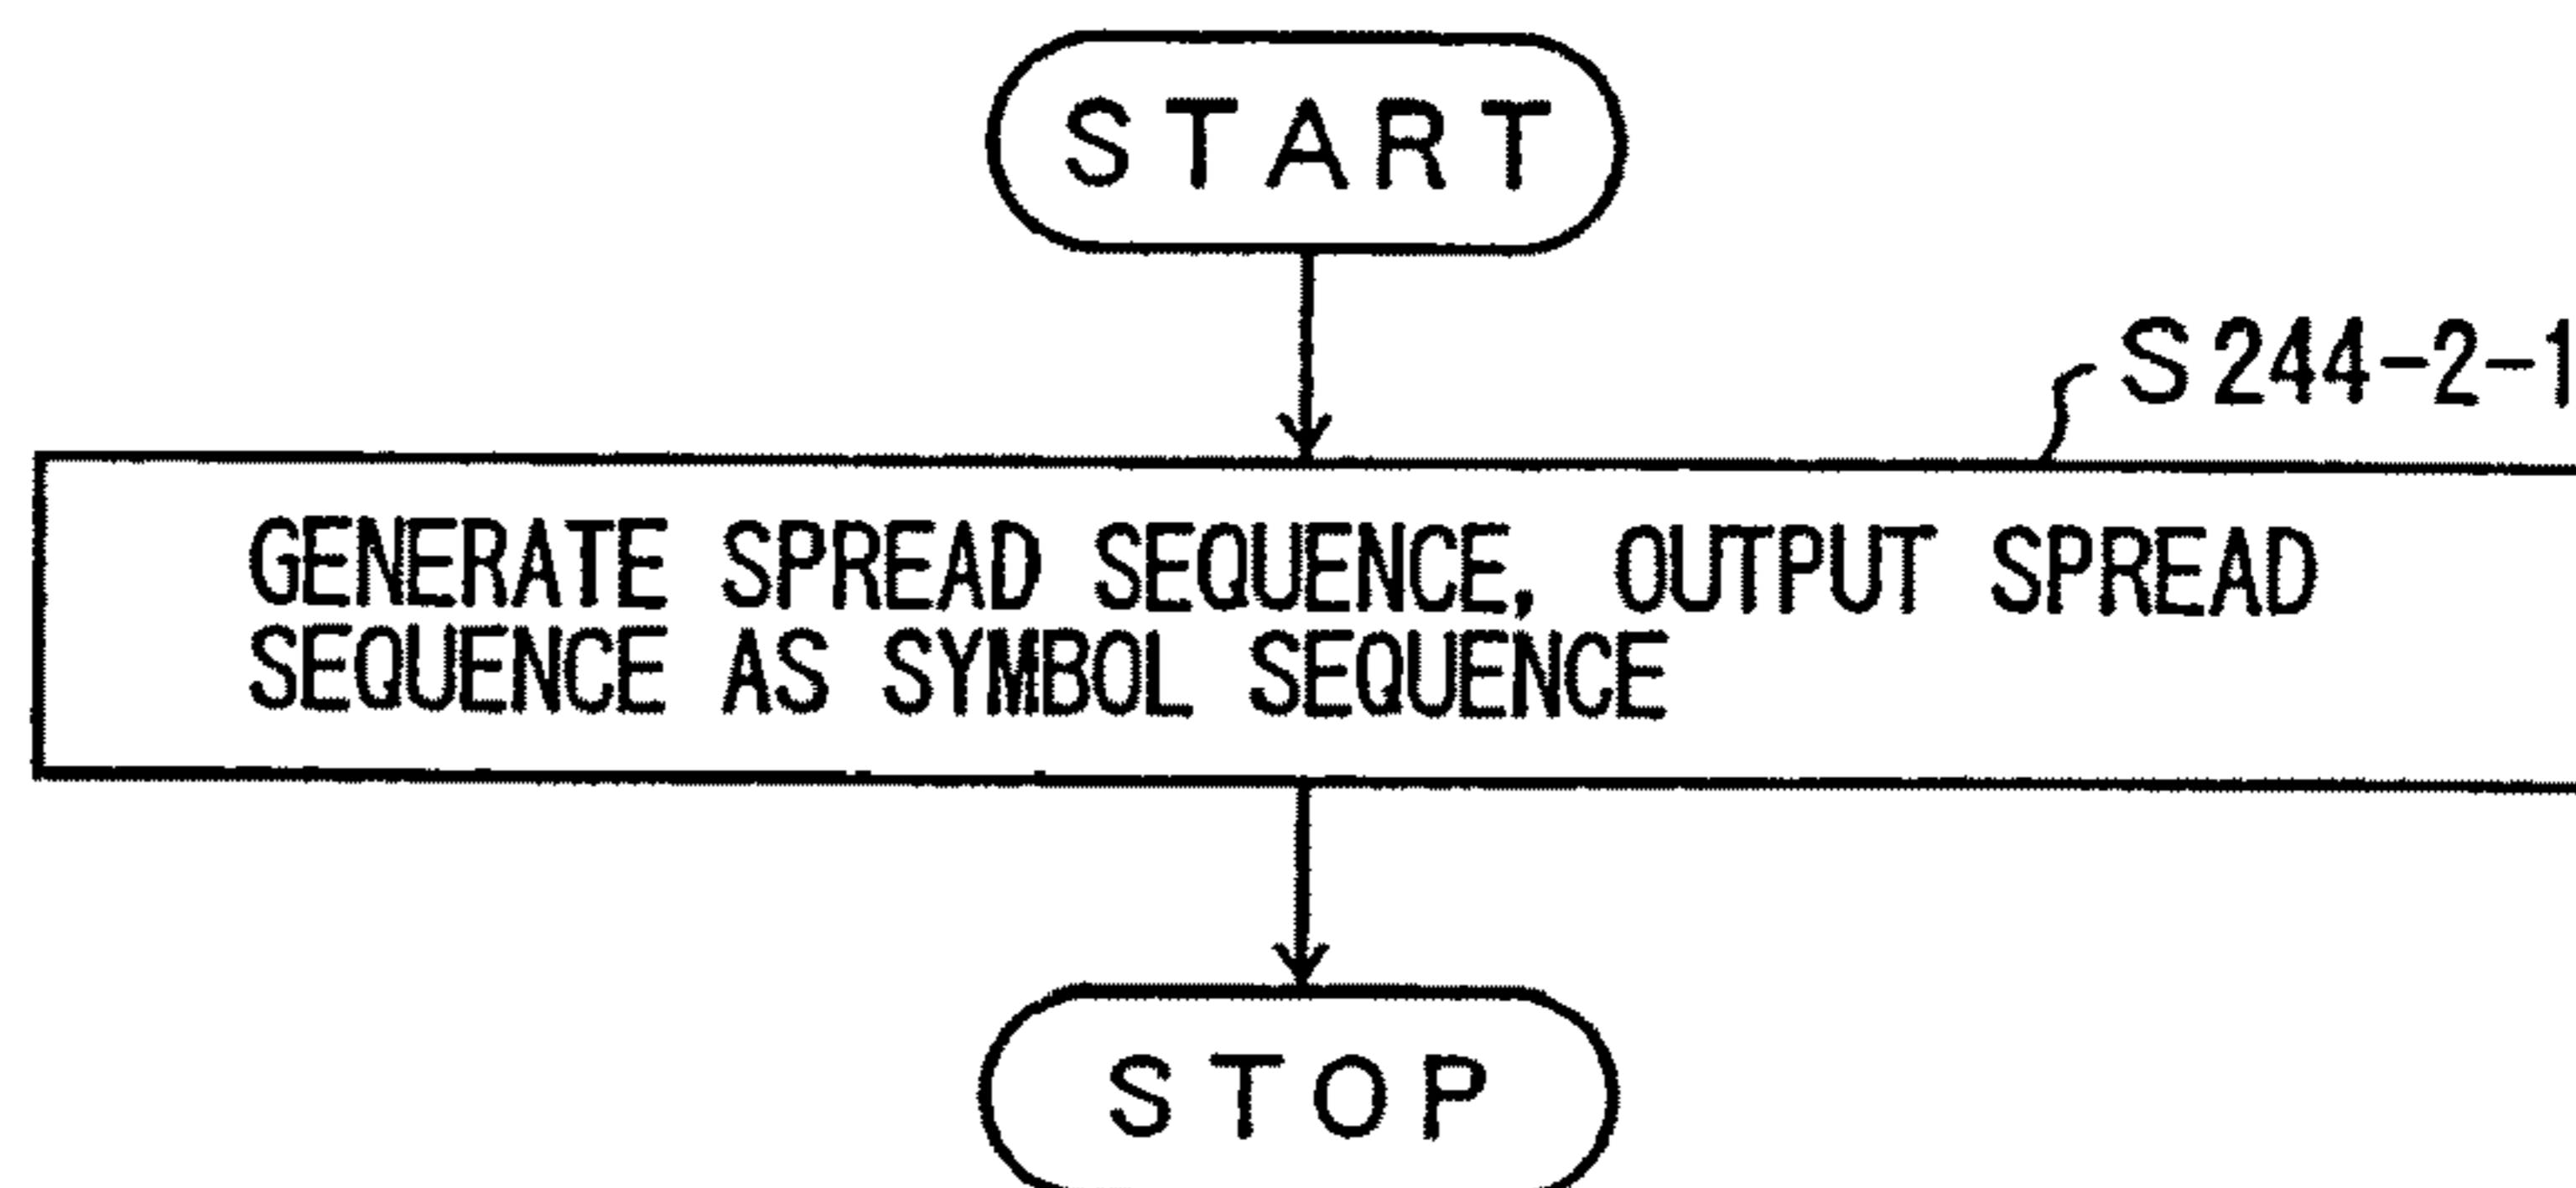 START
S244-2-1
GENERATE SPREAD SEQUENCE, OUTPUT SPREAD
SEQUENCE AS SYMBOL SEQUENCE
STOP